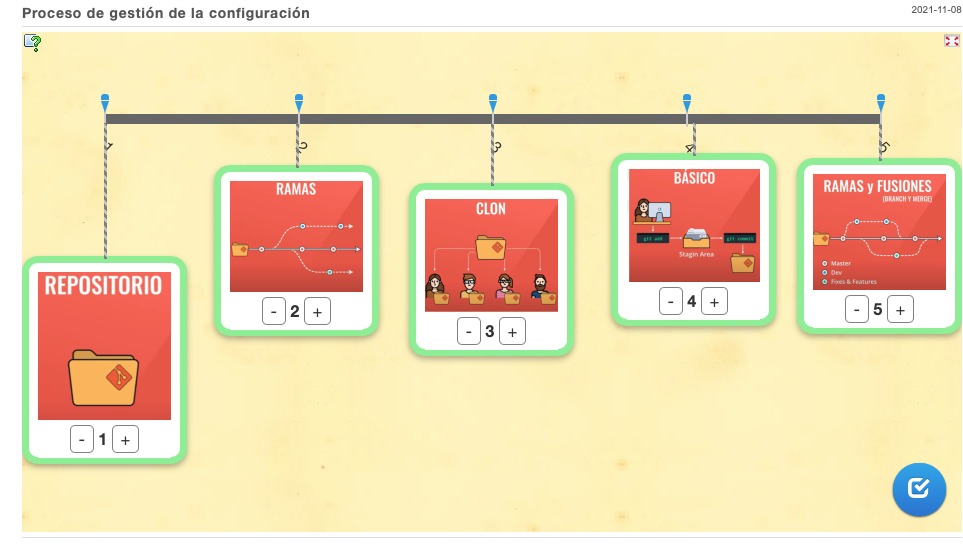 Proceso de gestión de la configuración
2021-11-08
1
2
3
4
5
REPOSITORIO
- 1 +
RAMAS
- 2 +
CLON
- 3 +
BÁSICO
git add
git commit
Stagin Area
- 4 +
RAMAS y FUSIONES
(BRANCH Y MERGE)
Master
Dev
Fixes & Features
- 5 +